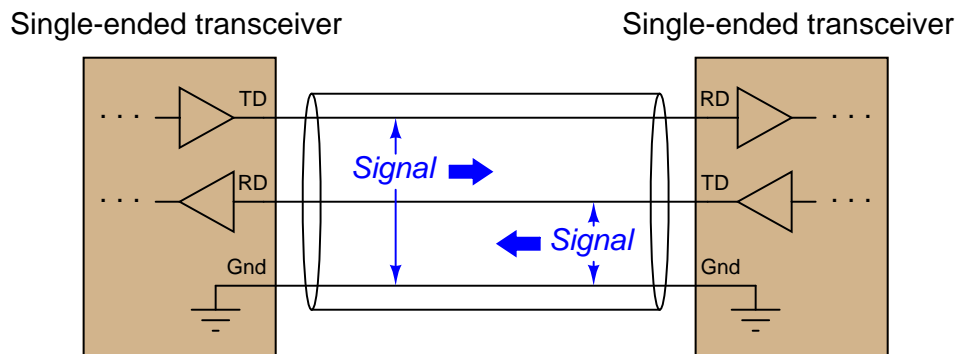 Single-ended transceiver Single-ended transceiver
TD RD
. . . . . .
Signal
RD TD
. . . . . .
Signal
Gnd Gnd